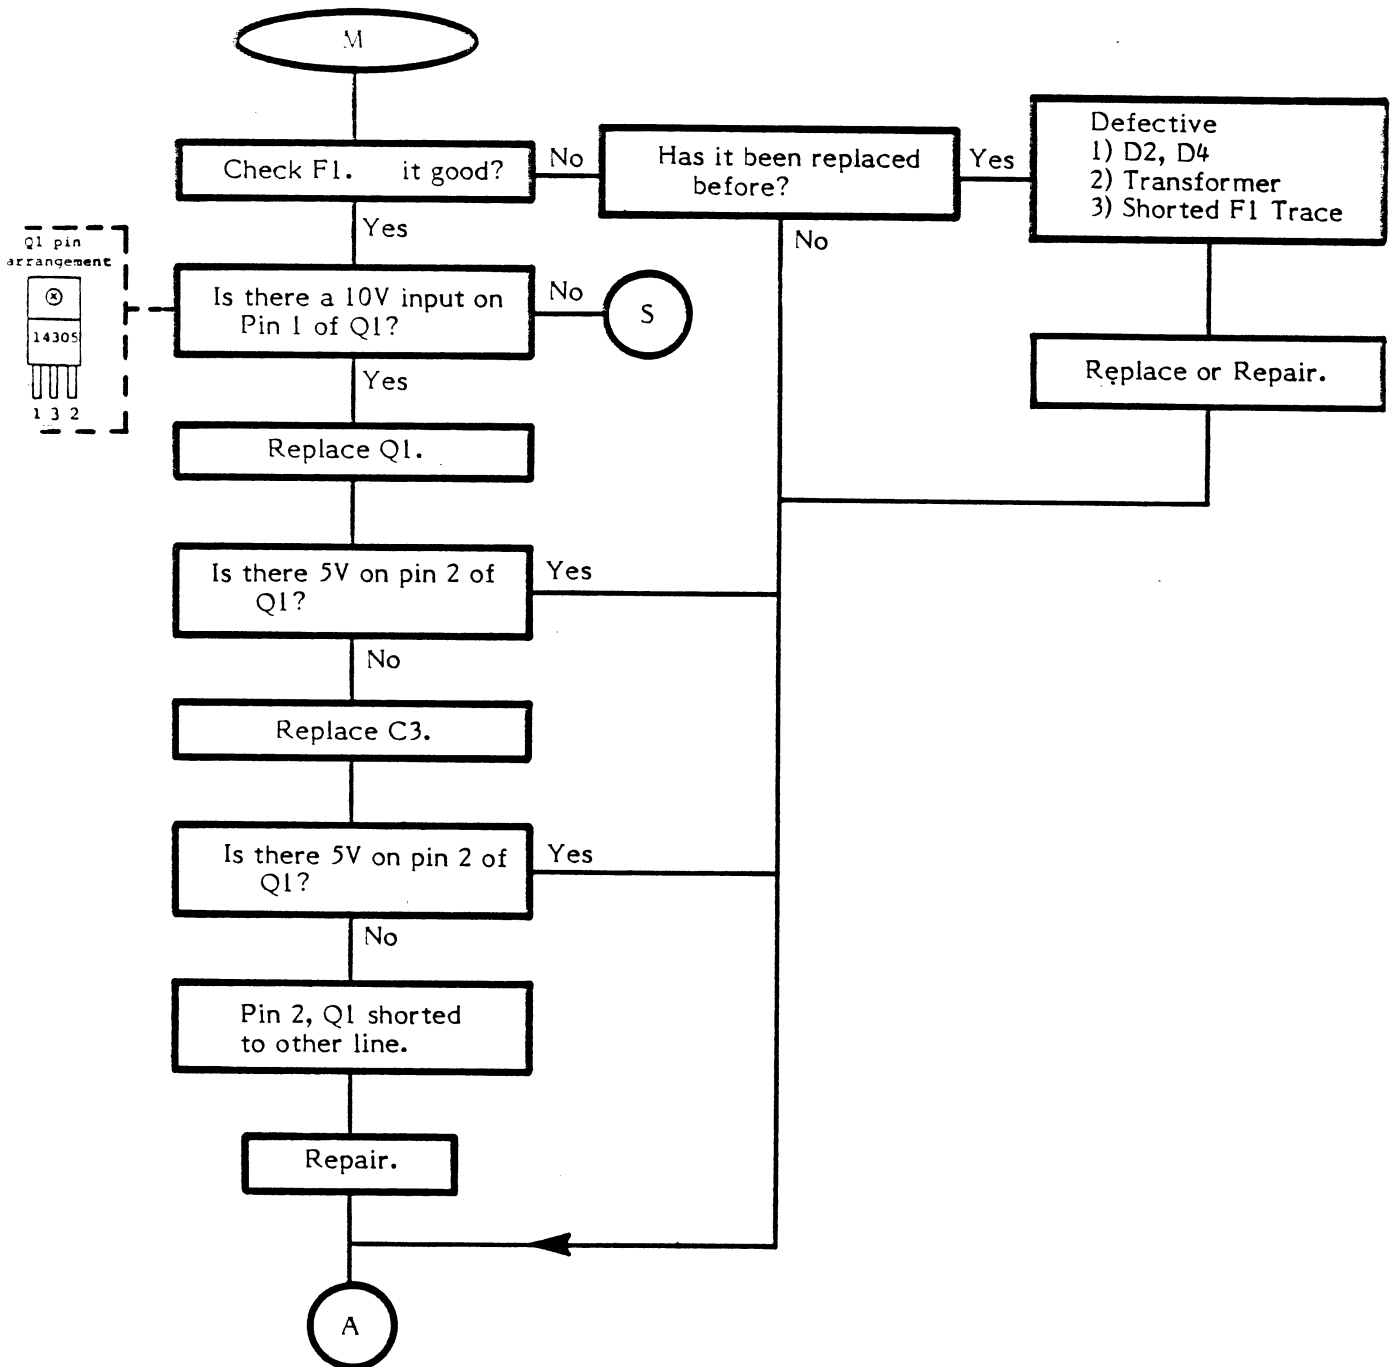 M
Check F1. it good?
No
Has it been replaced
before?
Yes
Defective
1) D2, D4
2) Transformer
3) Shorted F1 Trace
Yes
No
Q1 pin
arrangement
14305
1 3 2
Is there a 10V input on
Pin 1 of Q1?
No
S
Replace or Repair.
Yes
Replace Q1.
Is there 5V on pin 2 of
Q1?
Yes
No
Replace C3.
Is there 5V on pin 2 of
Q1?
Yes
No
Pin 2, Q1 shorted
to other line.
Repair.
A